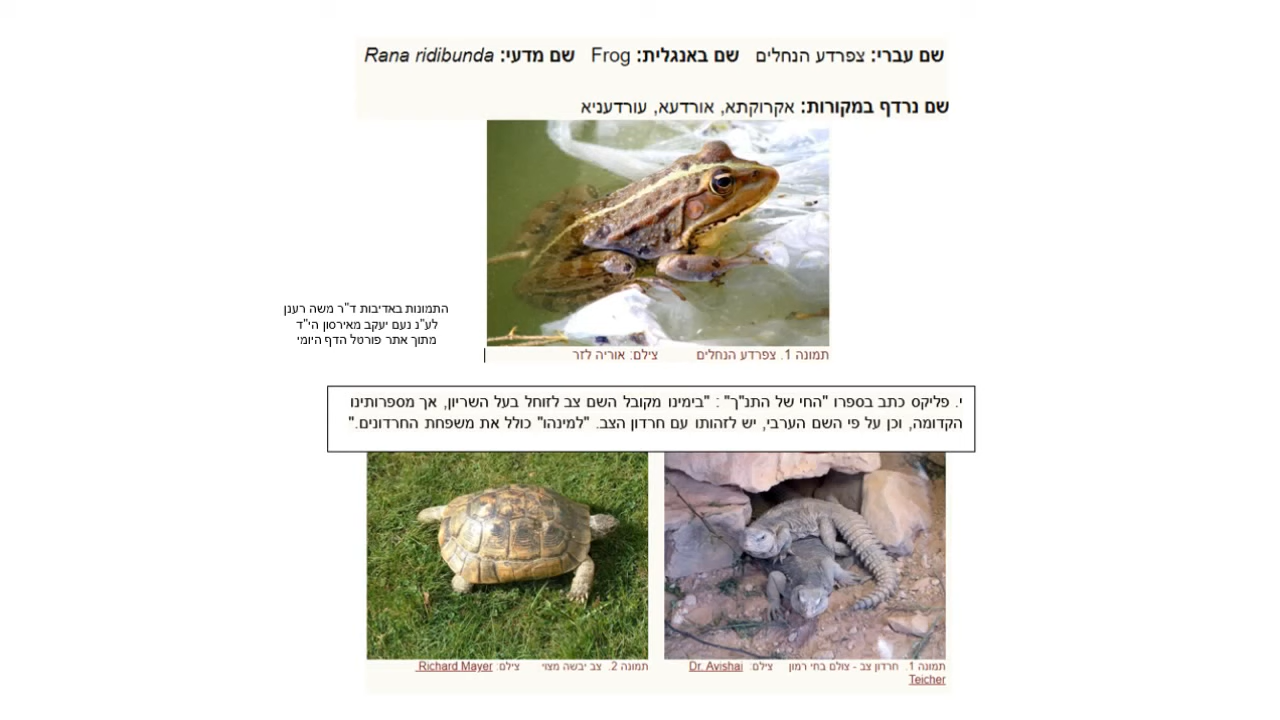 שם עברי: צפרדע הנחלים שם באנגלית: Frog שם מדעי: Rana ridibunda
שם נרדף במקורות: אקרוקתא, אורדעא, עורדעניא
תמונה 1. צפרדע הנחלים צילם: אוריה לזר
התמונות באדיבות ד"ר משה רענן
לע"נ נעם יעקב מאירסון הי"ד
מתוך אתר פורטל הדף היומי
י. פליקס כתב בספרו "החי של התנ"ך" : "בימינו מקובל השם צב לזוחל בעל השריון, אך מספרותינו
הקדומה, וכן על פי השם הערבי, יש לזהותו עם חרדון הצב. "למינהו" כולל את משפחת החרדונים."
תמונה 1. חרדון צב - צולם בחי רמון צילם: Dr. Avishai
Teicher
תמונה 2. צב יבשה מצוי צילם: Richard Mayer